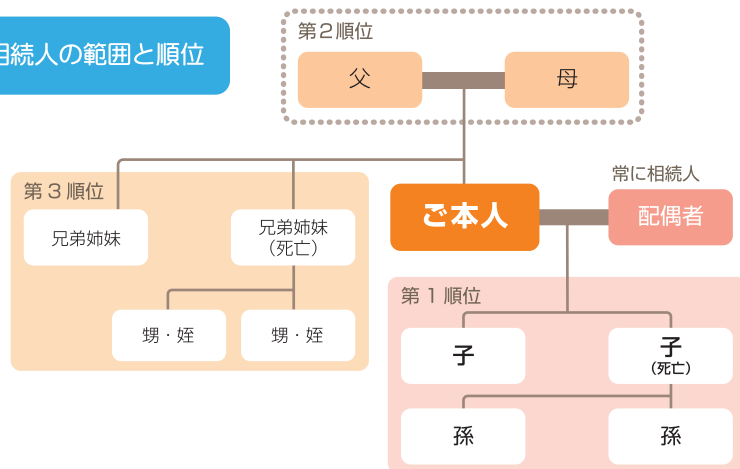 相続人の範囲と順位
第2順位
父
母
第3順位
兄弟姉妹
兄弟姉妹
（死亡）
甥・姪
甥・姪
ご本人
常に相続人
配偶者
第1順位
子
子
（死亡）
孫
孫